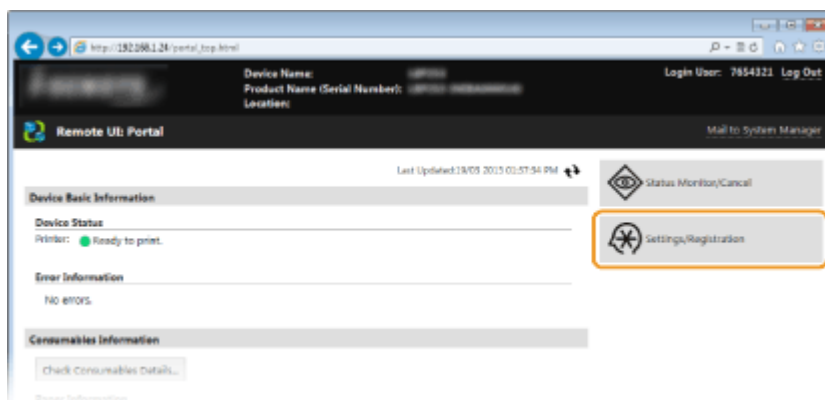 http://192.168.1.24/portal_top.html
Device Name:
Product Name (Serial Number):
Location:
Login User: 7654321 Log Out
Remote UI: Portal
Mail to System Manager
Last Updated:19/03 2015 01:57:54 PM
Device Basic Information
Device Status
Printer: Ready to print.
Error Information
No errors.
Consumables Information
Check Consumables Details...
Status Monitor/Cancel
Settings/Registration